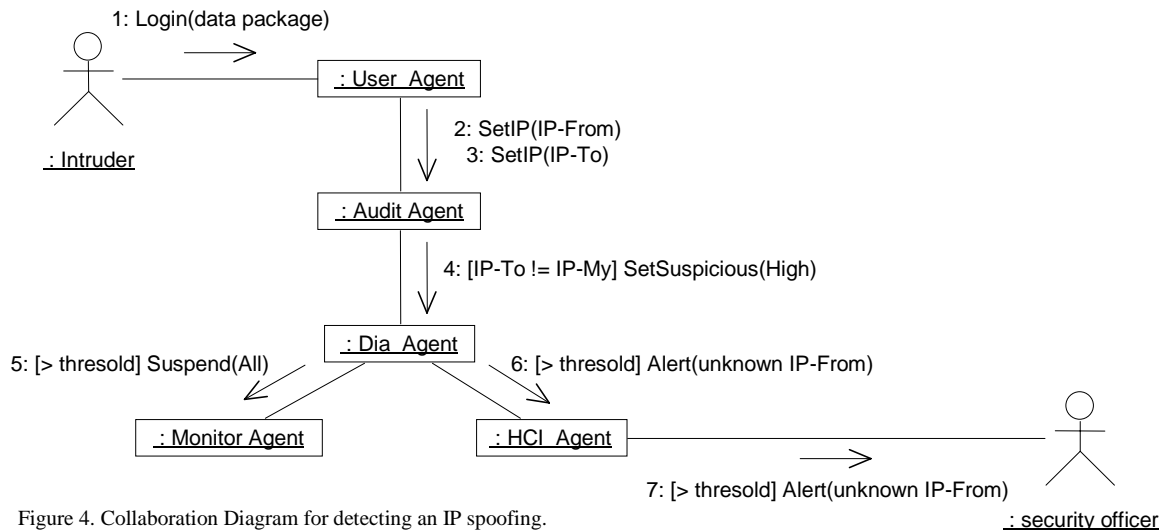 1: Login(data package)
: User_Agent
2: SetIP(IP-From)
3: SetIP(IP-To)
: Intruder
: Audit Agent
4: [IP-To != IP-My] SetSuspicious(High)
: Dia_Agent
5: [> thresold] Suspend(All)
6: [> thresold] Alert(unknown IP-From)
: Monitor Agent
: HCI_Agent
7: [> thresold] Alert(unknown IP-From)
: security officer
Figure 4. Collaboration Diagram for detecting an IP spoofing.